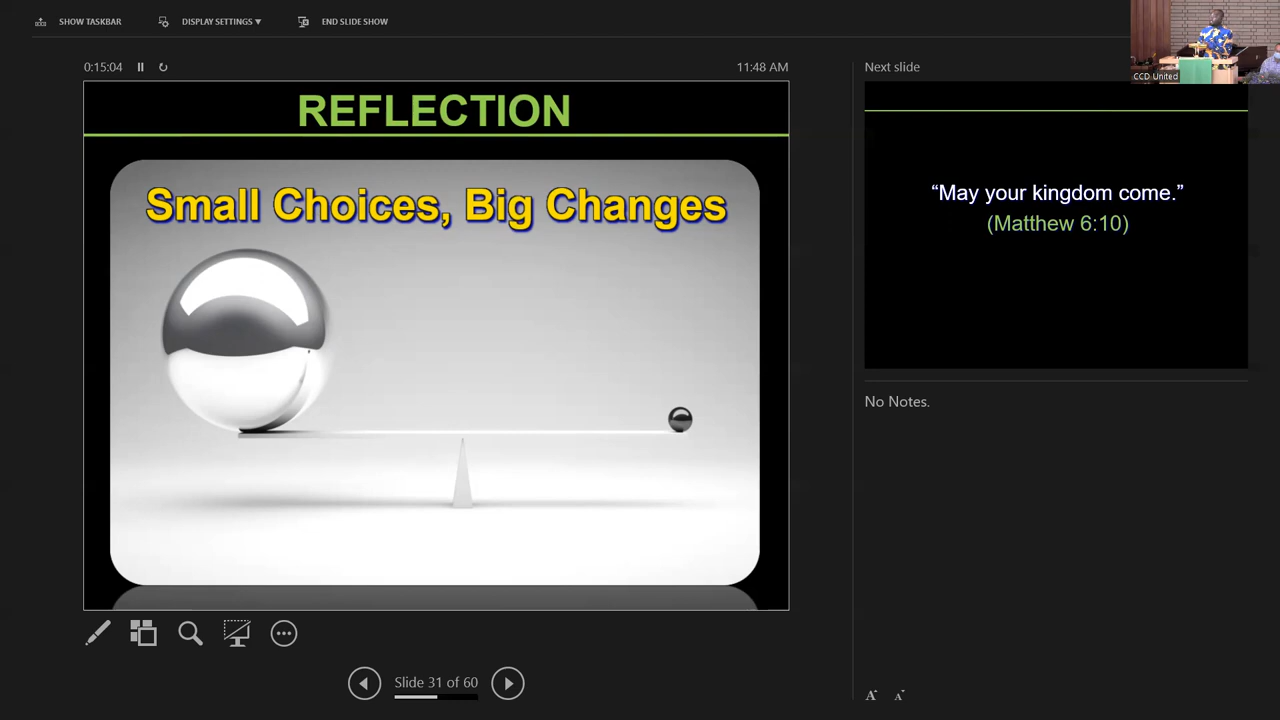 SHOW TASKBAR
DISPLAY SETTINGS ▼
END SLIDE SHOW
0:15:04
11:48 AM
REFLECTION
Small Choices, Big Changes
Slide 31 of 60
Next slide
“May your kingdom come.”
(Matthew 6:10)
No Notes.
A A
CCD United